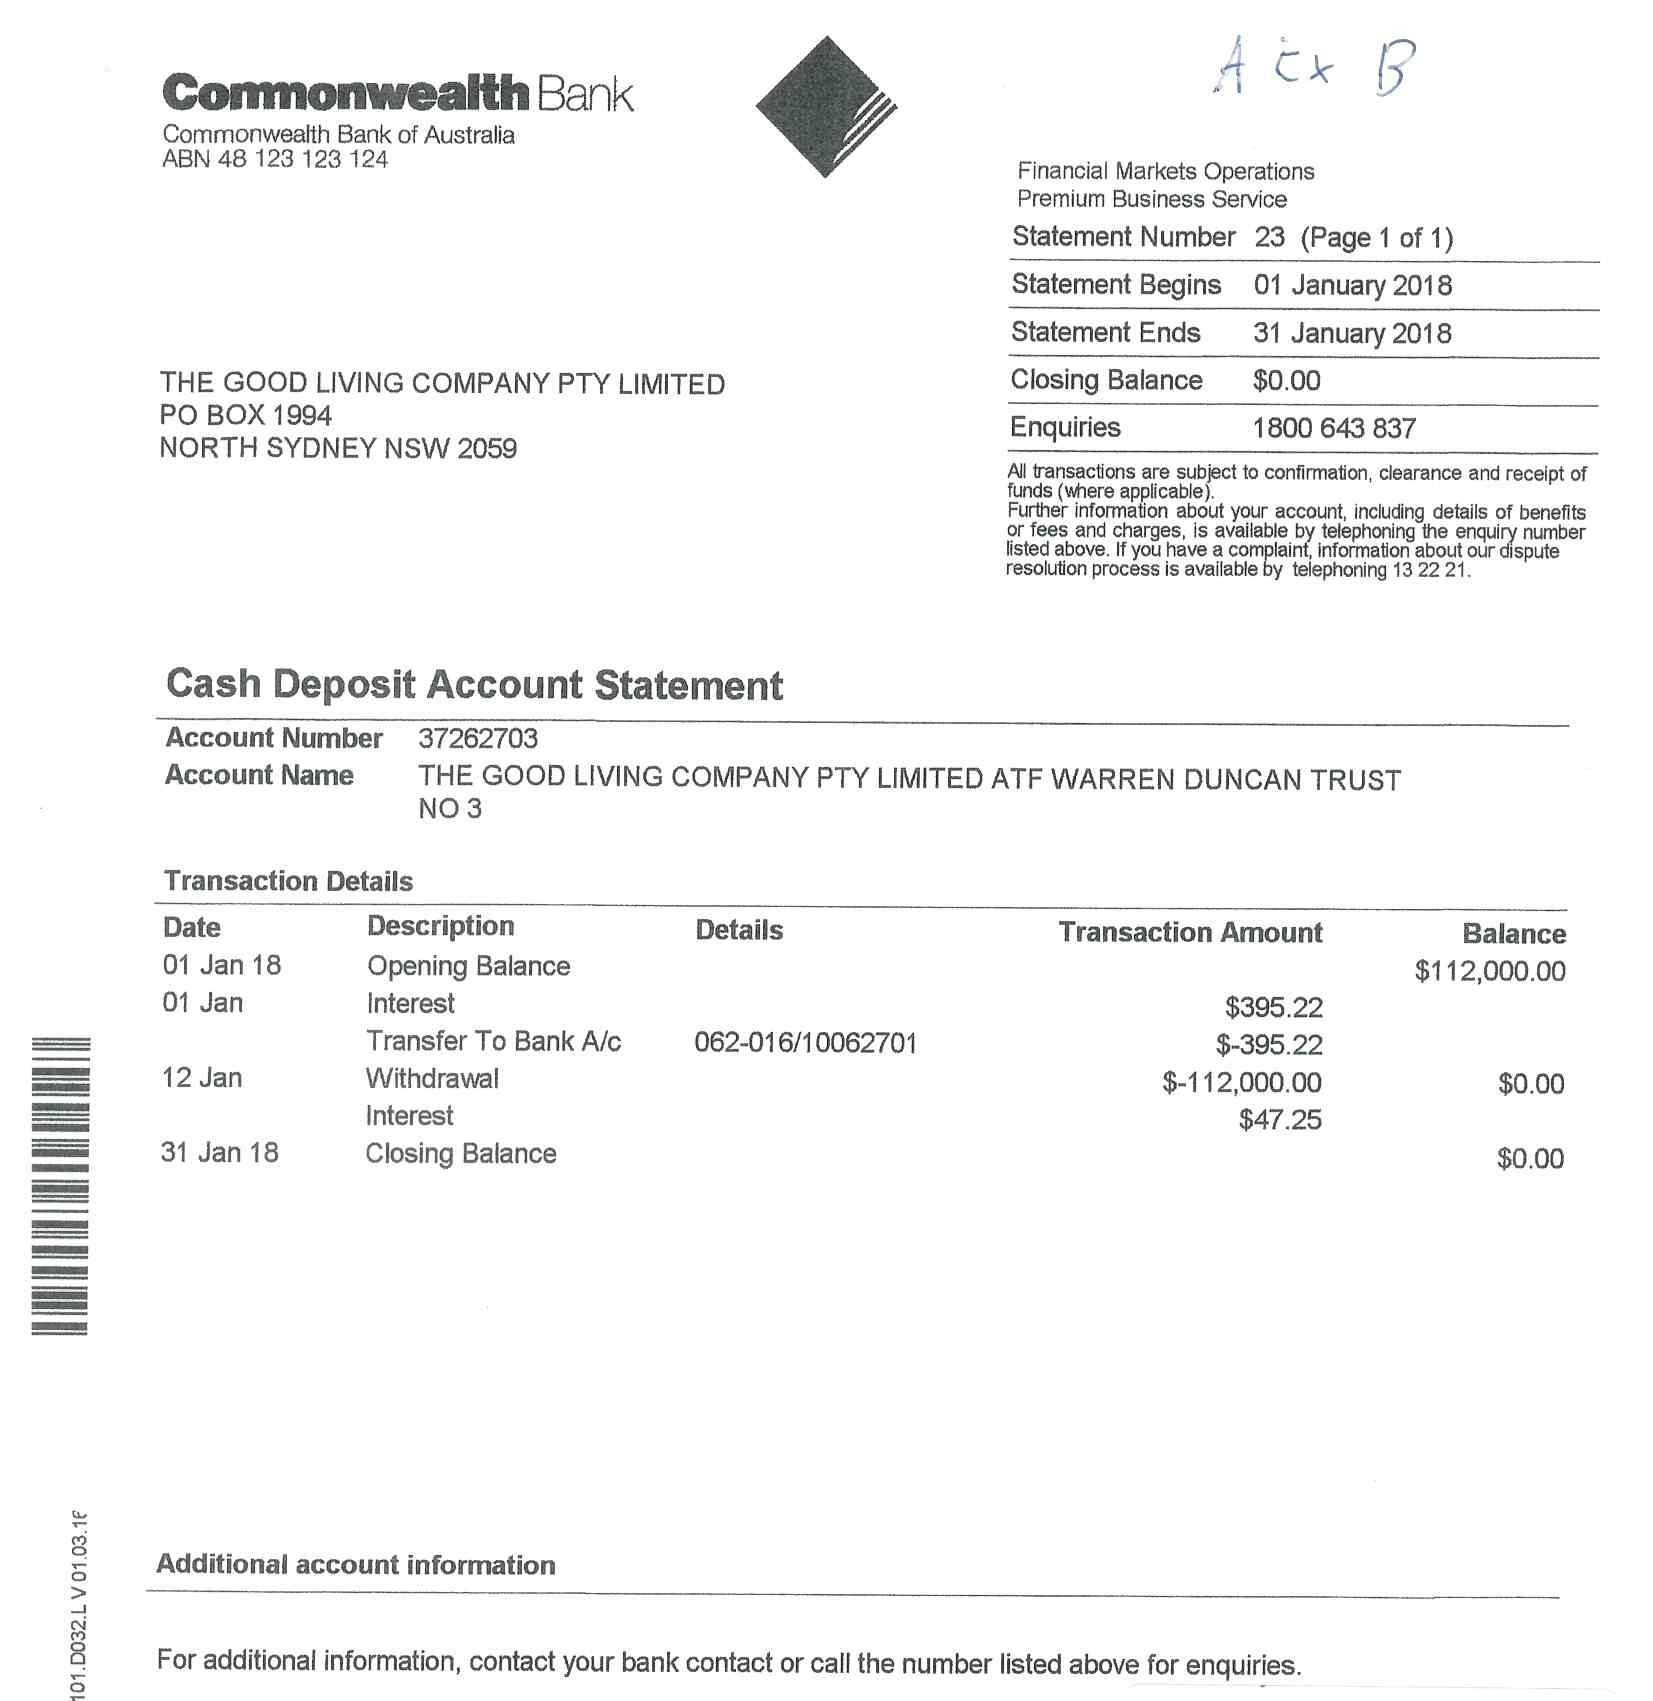 A Ex B
CommonwealthBank
Commonwealth Bank of Australia
ABN 48 123 123 124
Financial Markets Operations
Premium Business Service
Statement Number 23 (Page 1 of 1)
Statement Begins 01 January 2018
Statement Ends 31 January 2018
Closing Balance $0.00
Enquiries 1800 643 837
THE GOOD LIVING COMPANY PTY LIMITED
PO BOX 1994
NORTH SYDNEY NSW 2059
All transactions are subject to confirmation, clearance and receipt of
funds (where applicable).
Further information about your account, including details of benefits
or fees and charges, is available by telephoning the enquiry number
listed above. If you have a complaint, information about our dispute
resolution process is available by telephoning 13 22 21.
Cash Deposit Account Statement
Account Number 37262703
Account Name THE GOOD LIVING COMPANY PTY LIMITED ATF WARREN DUNCAN TRUST
NO 3
Transaction Details
Date Description Details Transaction Amount Balance
01 Jan 18 Opening Balance $112,000.00
01 Jan Interest $395.22
Transfer To Bank A/c 062-016/10062701 $-395.22
12 Jan Withdrawal $-112,000.00 $0.00
Interest $47.25
31 Jan 18 Closing Balance $0.00
Additional account information
For additional information, contact your bank contact or call the number listed above for enquiries.
101.D032.L V 01.03.16